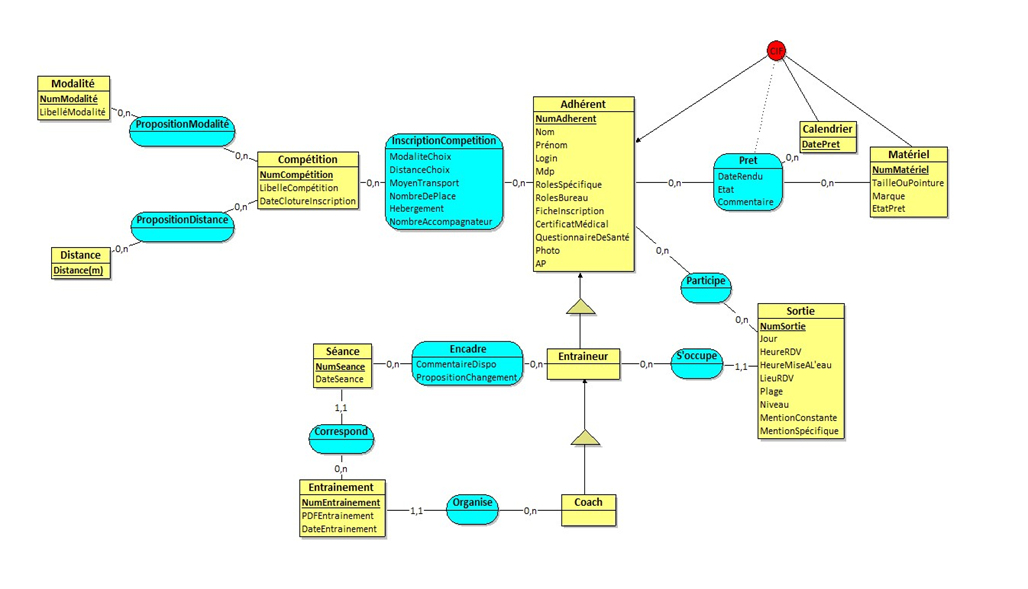 CIF
Modalité
NumModalité
LibelléModalité
0,n
PropositionModalité
0,n
Compétition
NumCompétition
LibelleCompétition
DateClotureInscription
0,n
PropositionDistance
0,n
Distance
Distance(m)
0,n
InscriptionCompetition
ModaliteChoix
DistanceChoix
MoyenTransport
NombreDePlace
Hebergement
NombreAccompagnateur
0,n
Adhérent
NumAdherent
Nom
Prénom
Login
Mdp
RolesSpécifique
RolesBureau
FicheInscription
CertificatMédical
QuestionnaireDeSanté
Photo
AP
0,n
Pret
DateRendu
Etat
Commentaire
0,n
Calendrier
DatePret
0,n
Matériel
NumMatériel
TailleOuPointure
Marque
EtatPret
0,n
Participe
0,n
Sortie
NumSortie
Jour
HeureRDV
HeureMiseAL'eau
LieuRDV
Plage
Niveau
MentionConstante
MentionSpécifique
Séance
NumSeance
DateSeance
0,n
Encadre
CommentaireDispo
PropositionChangement
0,n
Entraineur
0,n
S'occupe
1,1
1,1
Correspond
0,n
Entrainement
NumEntrainement
PDFEntrainement
DateEntrainement
1,1
Organise
0,n
Coach